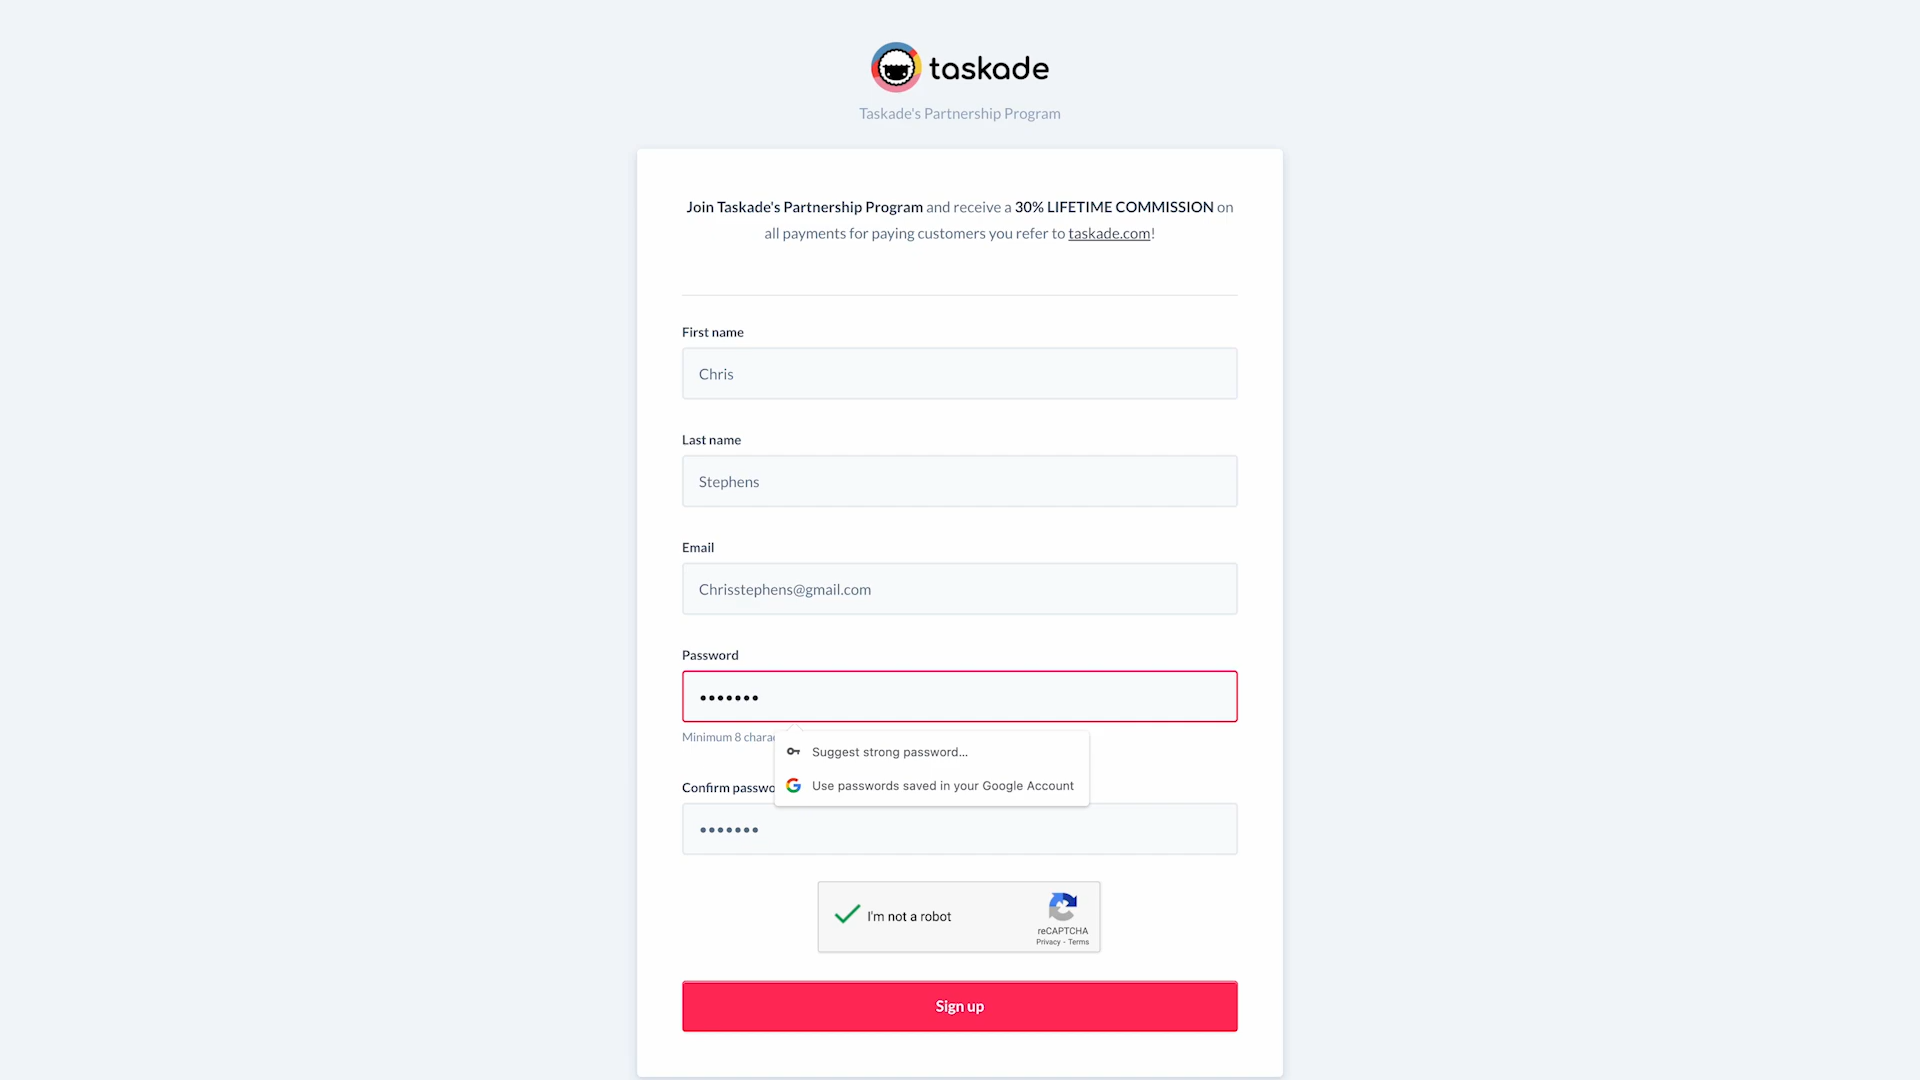 taskade
Taskade's Partnership Program
Join Taskade's Partnership Program and receive a 30% LIFETIME COMMISSION on
all payments for paying customers you refer to taskade.com!
First name
Chris
Last name
Stephens
Email
Chrisstephens@gmail.com
Password
•••••••
Minimum 8
Suggest strong password...
Use passwords saved in your Google Account
Confirm
•••••••
I'm not a robot
reCAPTCHA
Privacy - Terms
Sign up